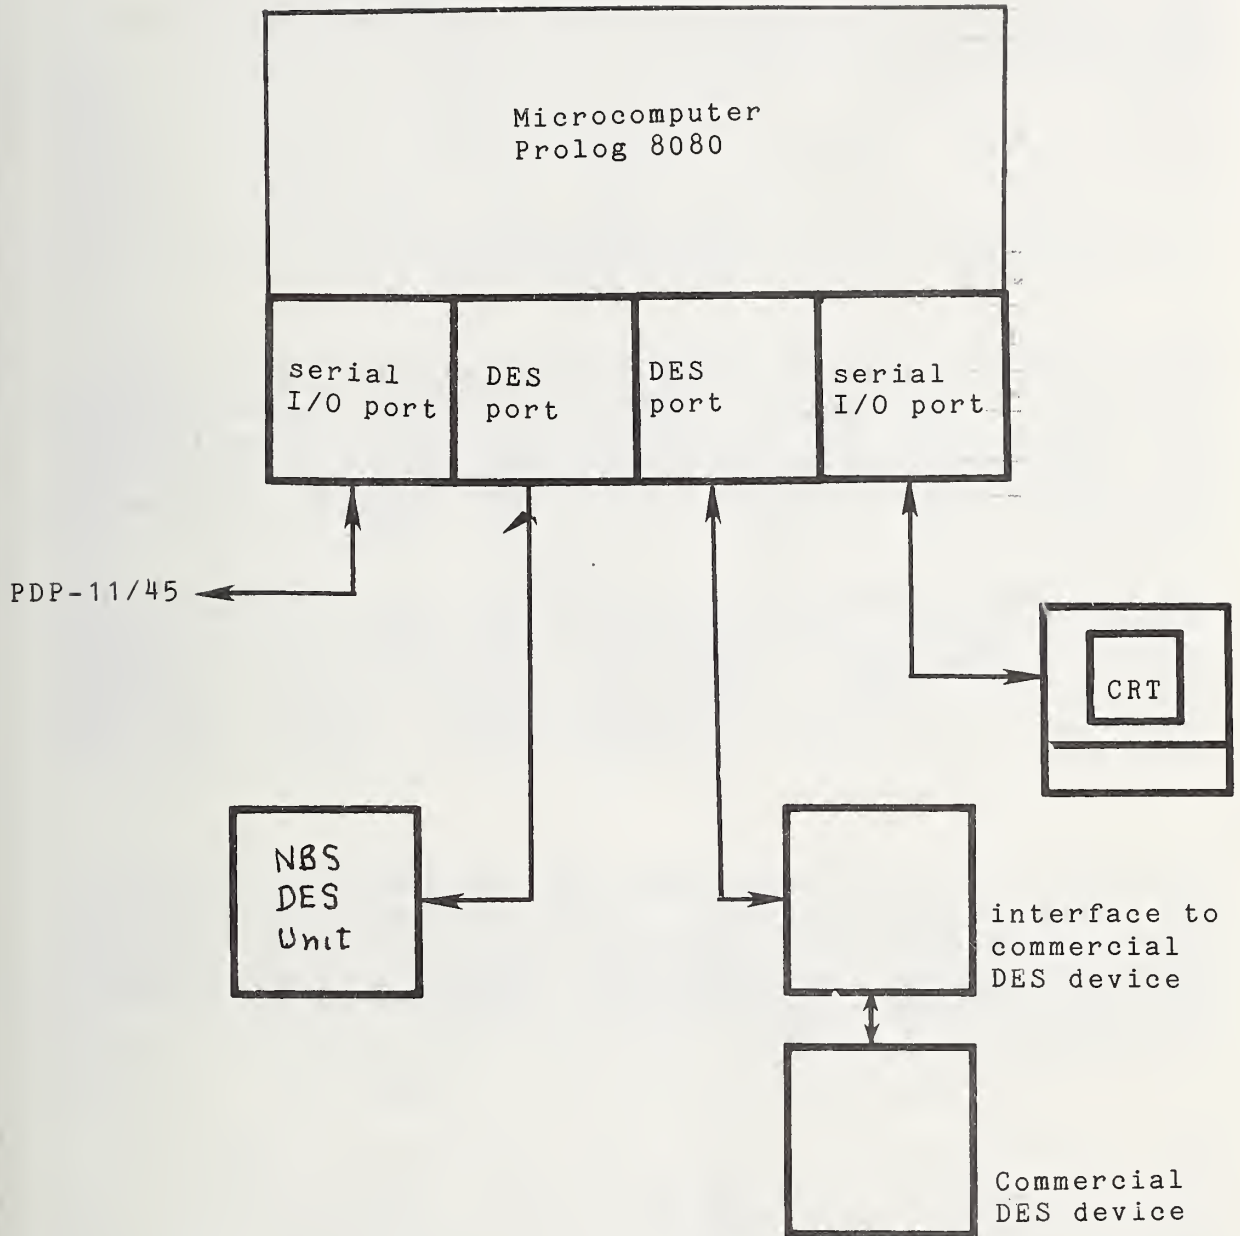 Microcomputer
Prolog 8080
serial
I/O port
DES
port
DES
port
serial
I/O port
PDP-11/45
CRT
NBS
DES
Unit
interface to
commercial
DES device
Commercial
DES device